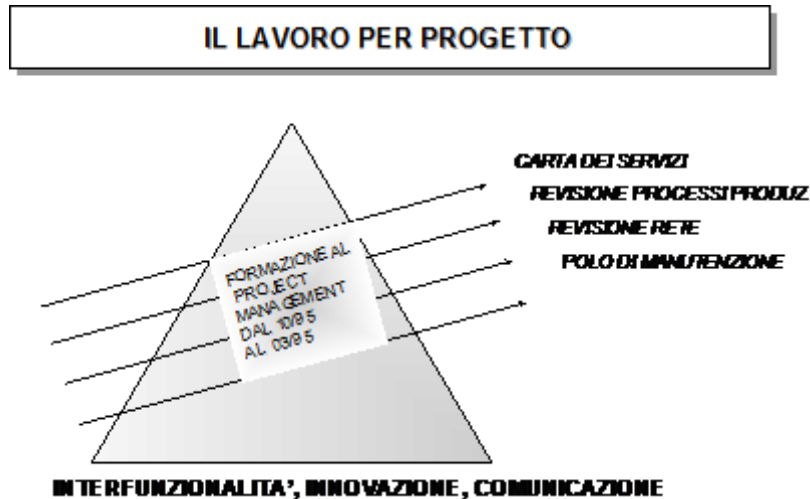 IL LAVORO PER PROGETTO
CARTA DEI SERVIZI
REVISIONE PROCESSI PRODUZ.
REVISIONE RETE
POLO DI MANUTENZIONE
FORMAZIONE AL
PROJECT
MANAGEMENT
DAL 10/95
AL 03/95
INTERFUNZIONALITA', INNOVAZIONE, COMUNICAZIONE